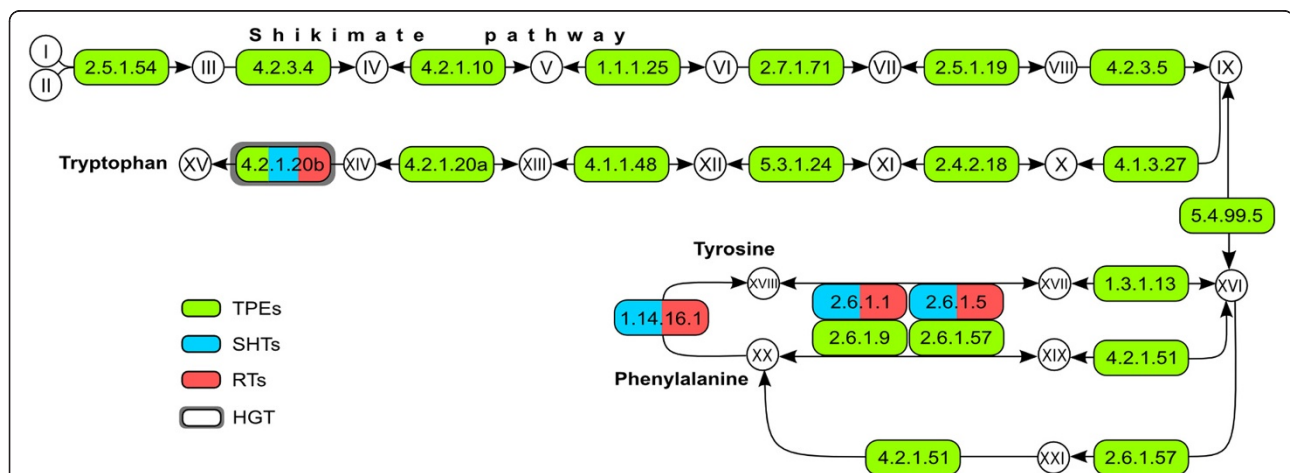 Shikimate pathway
I
II
2.5.1.54
III
4.2.3.4
IV
4.2.1.10
V
1.1.1.25
VI
2.7.1.71
VII
2.5.1.19
VIII
4.2.3.5
IX
Tryptophan
XV
4.2.1.20b
XIV
4.2.1.20a
XIII
4.1.1.48
XII
5.3.1.24
XI
2.4.2.18
X
4.1.3.27
5.4.99.5
Tyrosine
XVIII
2.6.1.1
2.6.1.5
XVII
1.3.1.13
XVI
1.14.16.1
2.6.1.9
2.6.1.57
XX
XIX
4.2.1.51
Phenylalanine
4.2.1.51
XXI
2.6.1.57
TPEs
SHTs
RTs
HGT